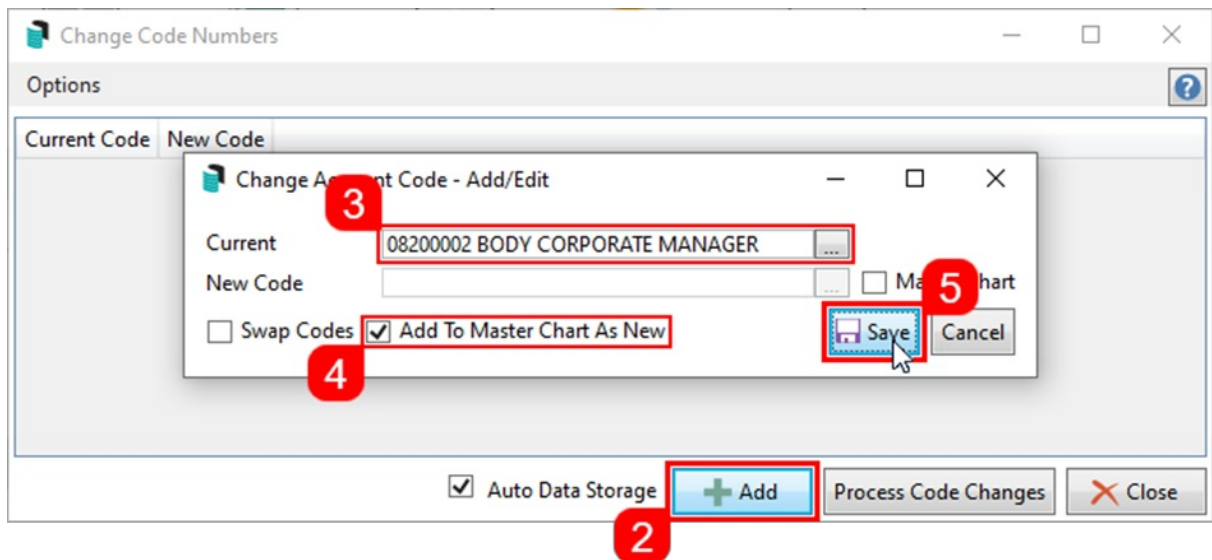 Change Code Numbers
Options
Current Code New Code
Change Account Code - Add/Edit
3
Current 08200002 BODY CORPORATE MANAGER ...
New Code ... Chart
5
Swap Codes Add To Master Chart As New Save Cancel
4
Auto Data Storage Add Process Code Changes Close
2